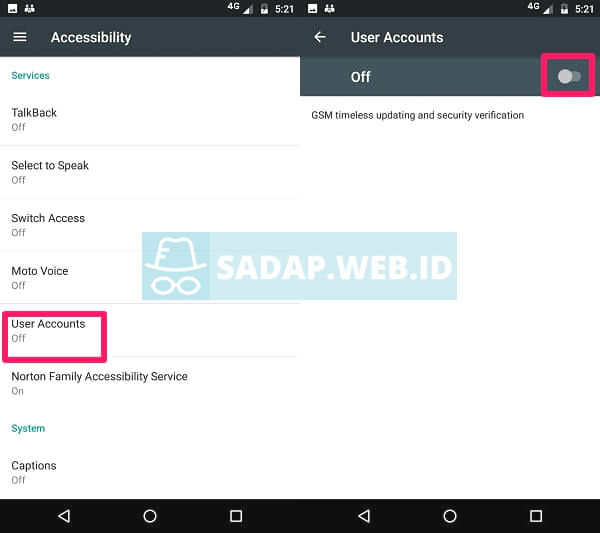 4G 5:21
Accessibility
Services
TalkBack
Off
Select to Speak
Off
Switch Access
Off
Moto Voice
Off
User Accounts
Off
Norton Family Accessibility Service
On
System
Captions
Off
4G 5:21
User Accounts
Off
GSM timeless updating and security verification
SADAP.WEB.ID